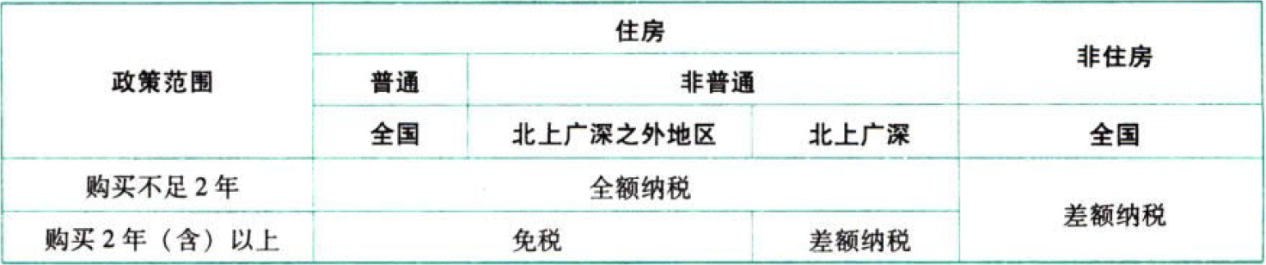 政策范围
住房
非住房
普通
非普通
全国
北上广深之外地区
北上广深
全国
购买不足2年
全额纳税
差额纳税
购买2年（含）以上
免税
差额纳税